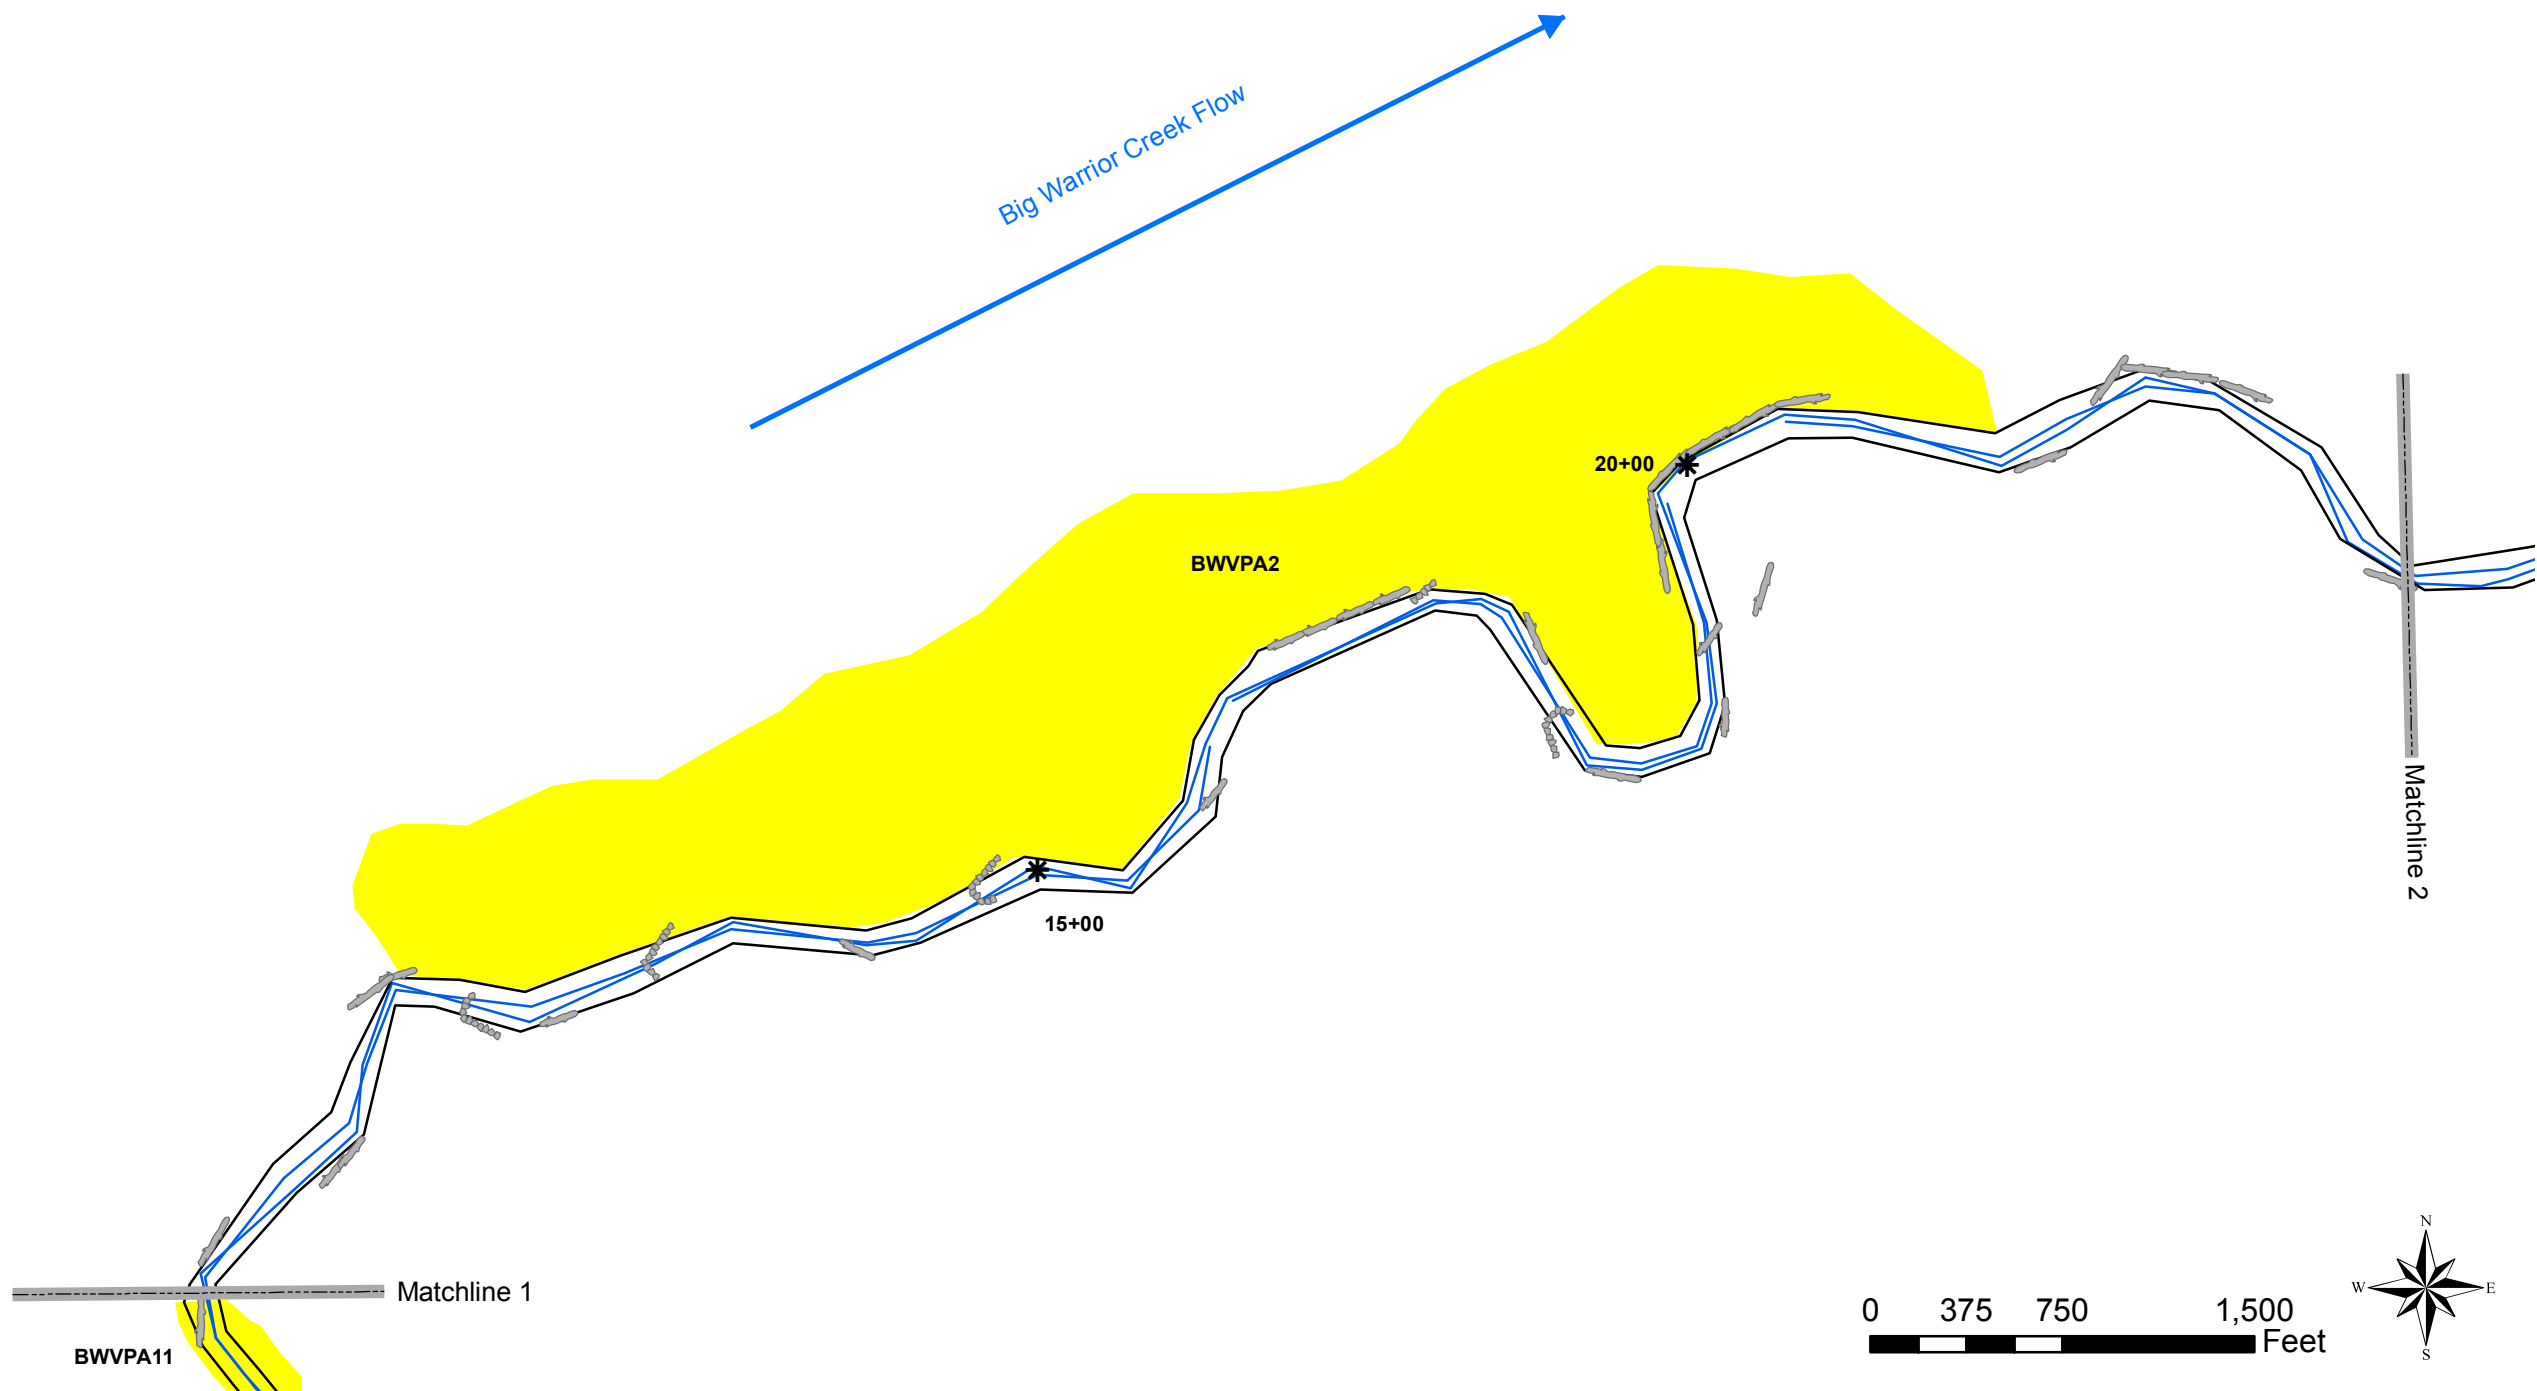 Big Warrior Creek Flow
20+00
BWVPA2
Matchline 2
15+00
Matchline 1
BWVPA11
0 375 750 1,500
Feet
N
W E
S